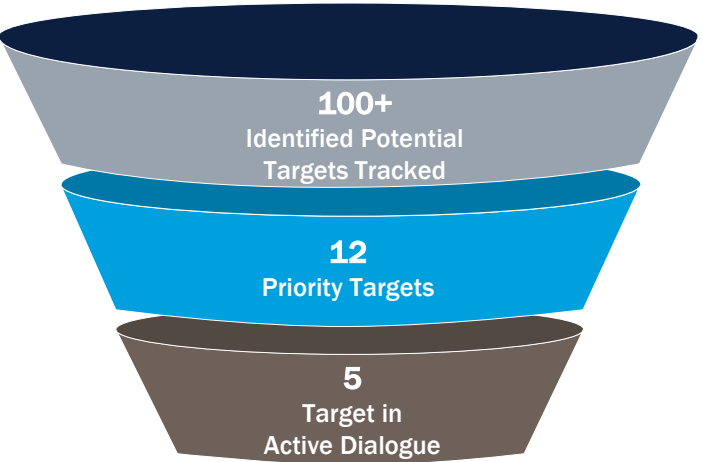 100+
Identified Potential
Targets Tracked
12
Priority Targets
5
Target in
Active Dialogue